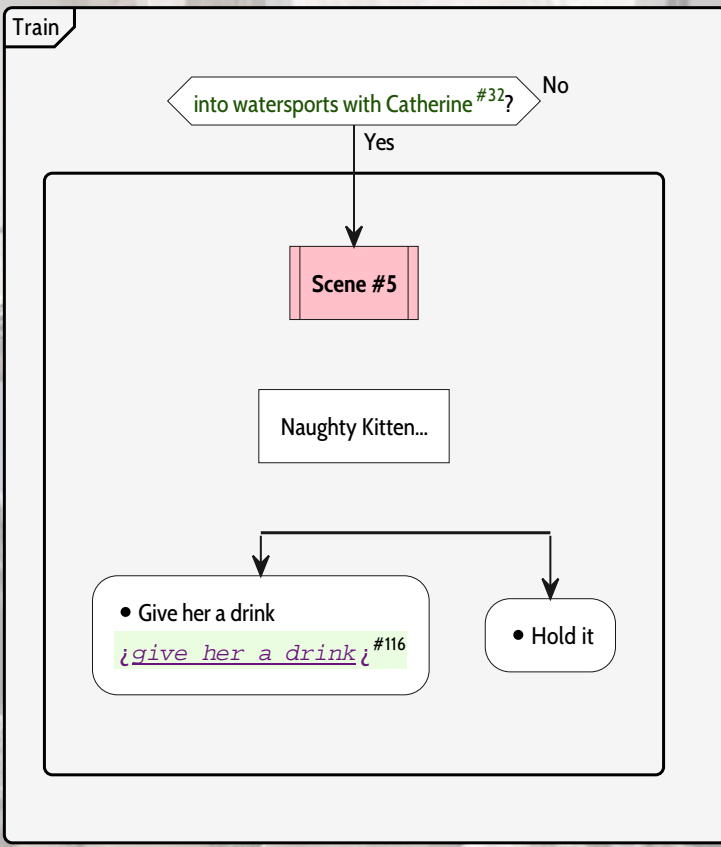 Train
into watersports with Catherine #32?
No
Yes
Scene #5
Naughty Kitten...
• Give her a drink
¿give her a drink¿ #116
• Hold it